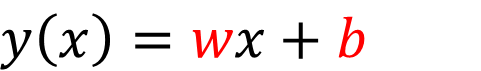 y(x) = wx + b